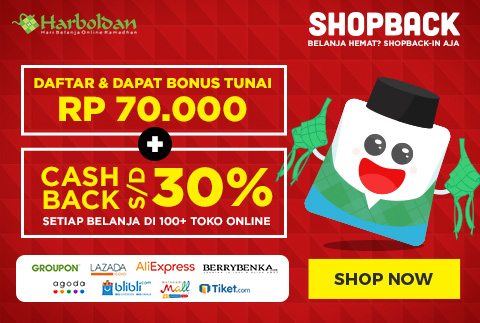 Harboldan
Hari Belanja Online Ramadhan
SHOPBACK
BELANJA HEMAT? SHOPBACK-IN AJA
DAFTAR & DAPAT BONUS TUNAI
RP 70.000
+
CASH BACK S/D 30%
SETIAP BELANJA DI 100+ TOKO ONLINE
GROUPON LAZADA AliExpress BERRYBENKA
agoda blibli.com MATAHARI Mall Tiket.com
SHOP NOW